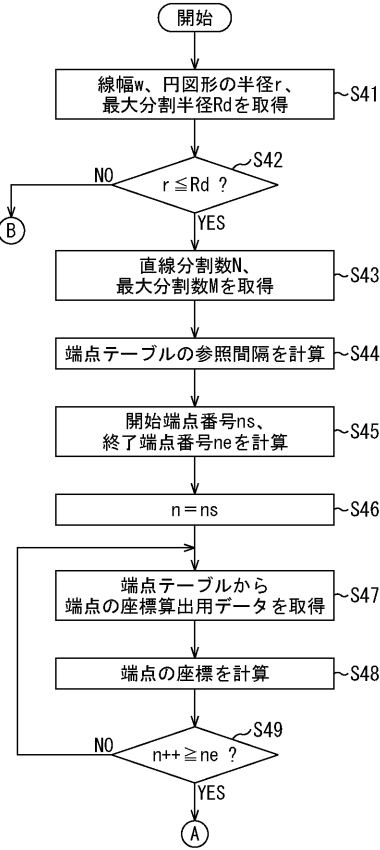 開始
線幅w、円図形の半径r、
最大分割半径Rdを取得
S41
r≦Rd ?
S42
NO
B
YES
直線分割数N、
最大分割数Mを取得
S43
端点テーブルの参照間隔を計算
S44
開始端点番号ns、
終了端点番号neを計算
S45
n=ns
S46
端点テーブルから
端点の座標算出用データを取得
S47
端点の座標を計算
S48
n++≧ne ?
S49
NO
YES
A